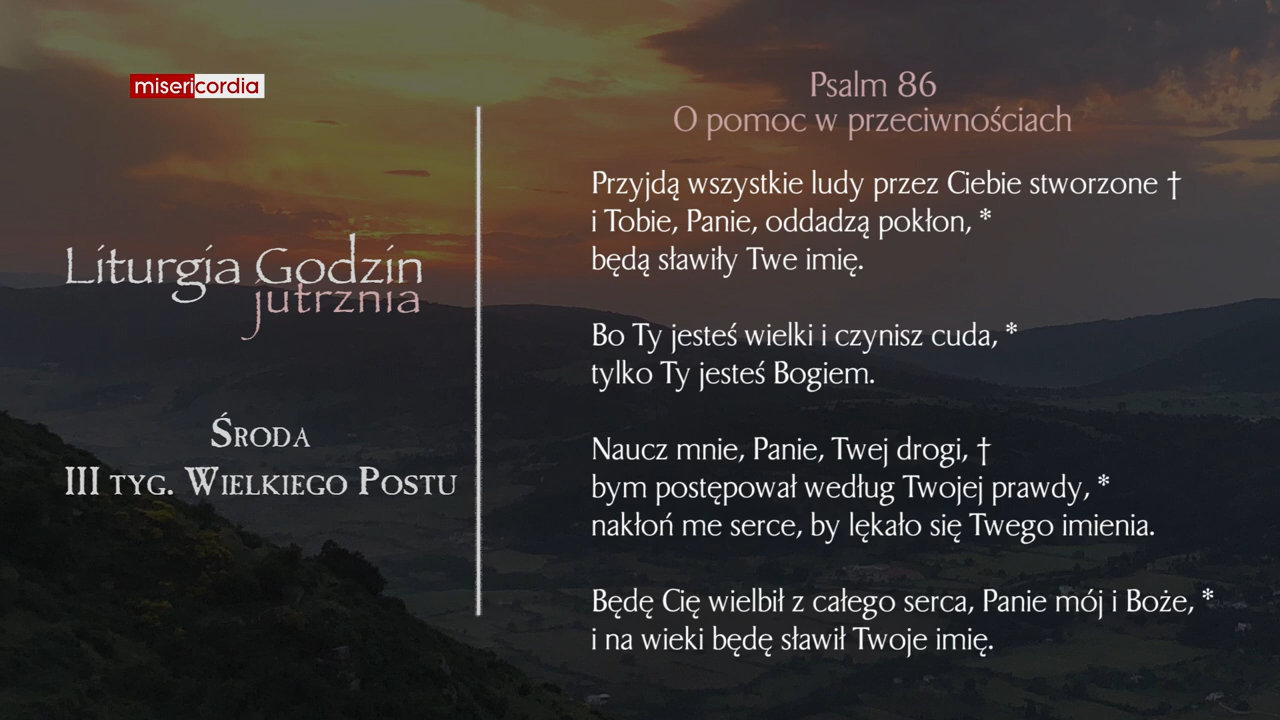 misericordia
Liturgia Godzin
jutrznia
Środa
III tyg. Wielkiego Postu
Psalm 86
O pomoc w przeciwnościach
Przyjdą wszystkie ludy przez Ciebie stworzone †
i Tobie, Panie, oddadzą pokłon, *
będą sławiły Twe imię.
Bo Ty jesteś wielki i czynisz cuda, *
tylko Ty jesteś Bogiem.
Naucz mnie, Panie, Twej drogi, †
bym postępował według Twojej prawdy, *
nakłoń me serce, by lękało się Twego imienia.
Będę Cię wielbił z całego serca, Panie mój i Boże, *
i na wieki będę sławił Twoje imię.